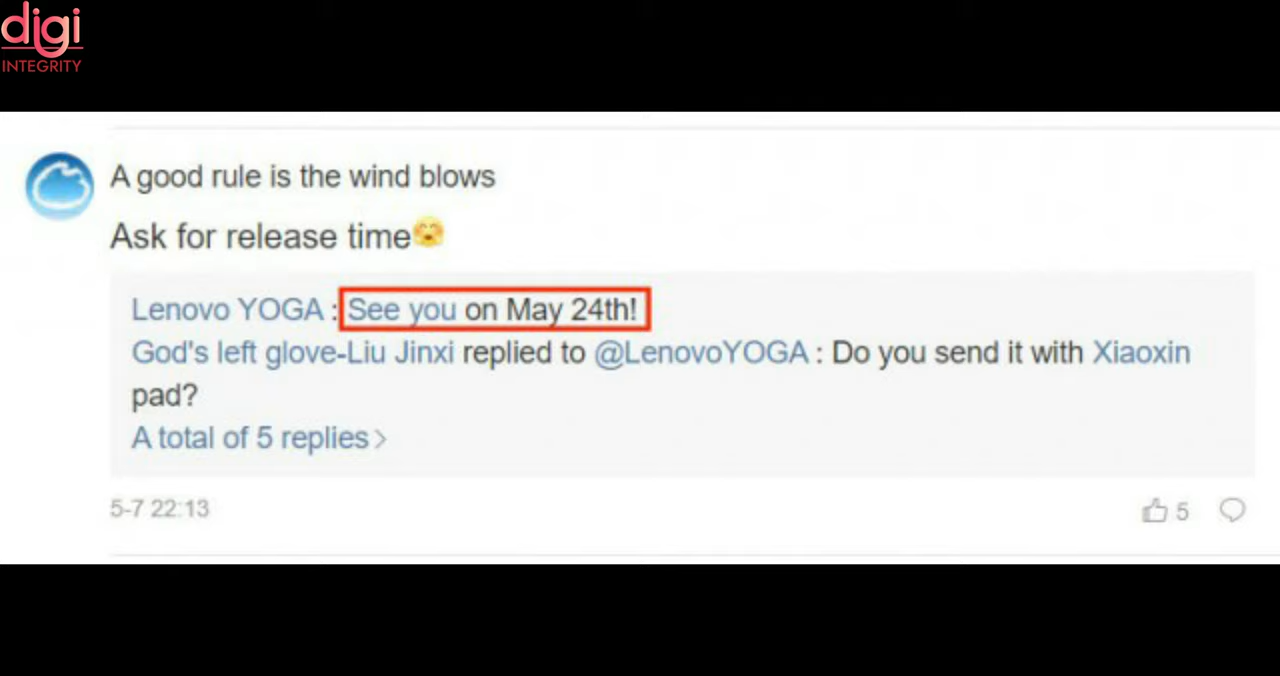 digi
INTEGRITY
A good rule is the wind blows
Ask for release time
Lenovo YOGA : See you on May 24th!
God's left glove-Liu Jinxi replied to @LenovoYOGA : Do you send it with Xiaoxin
pad?
A total of 5 replies >
5-7 22:13
5